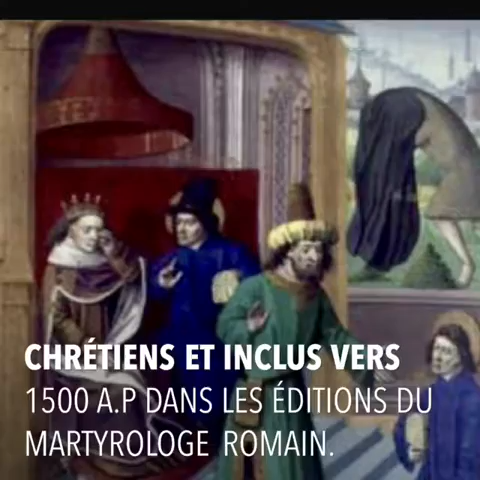 CHRÉTIENS ET INCLUS VERS
1500 A.P DANS LES ÉDITIONS DU
MARTYROLOGE ROMAIN.